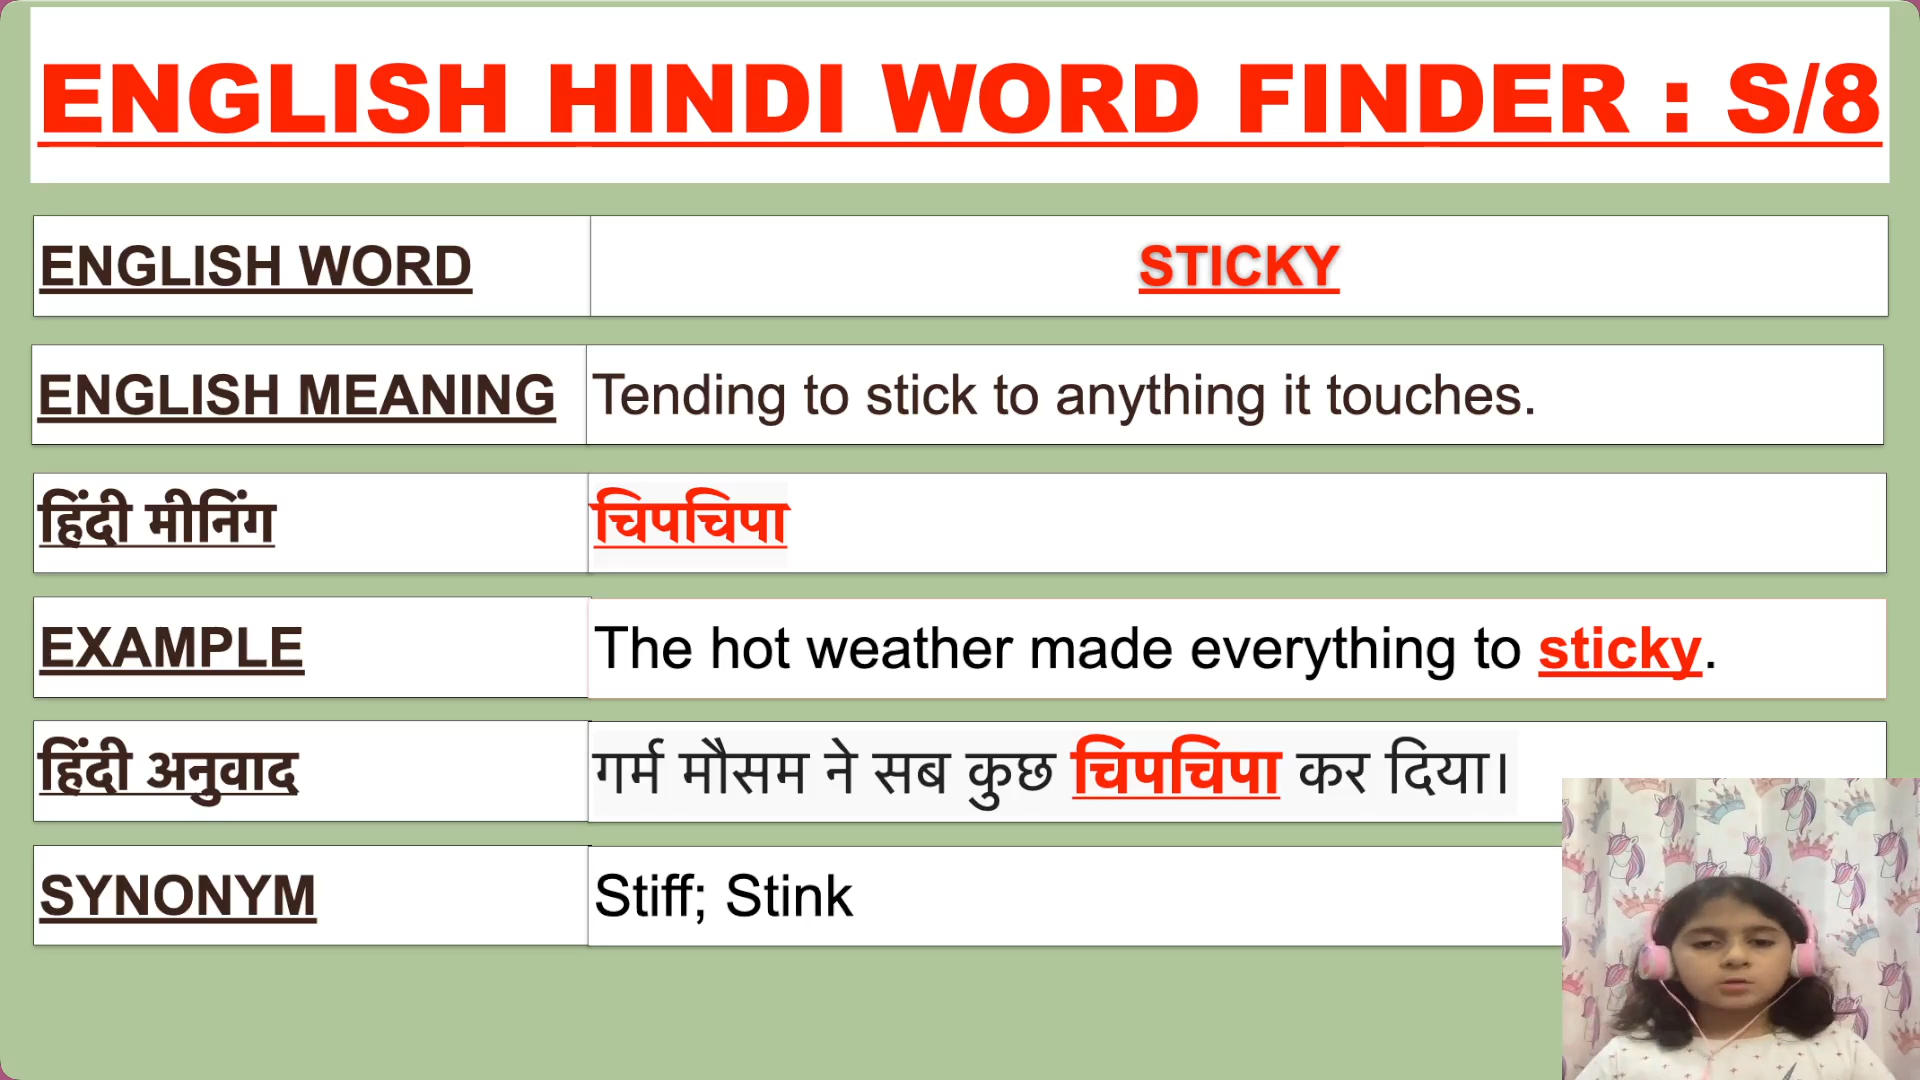 ENGLISH HINDI WORD FINDER : S/8
ENGLISH WORD STICKY
ENGLISH MEANING Tending to stick to anything it touches.
हिंदी मीनिंग चिपचिपा
EXAMPLE The hot weather made everything to sticky.
हिंदी अनुवाद गर्म मौसम ने सब कुछ चिपचिपा कर दिया।
SYNONYM Stiff; Stink